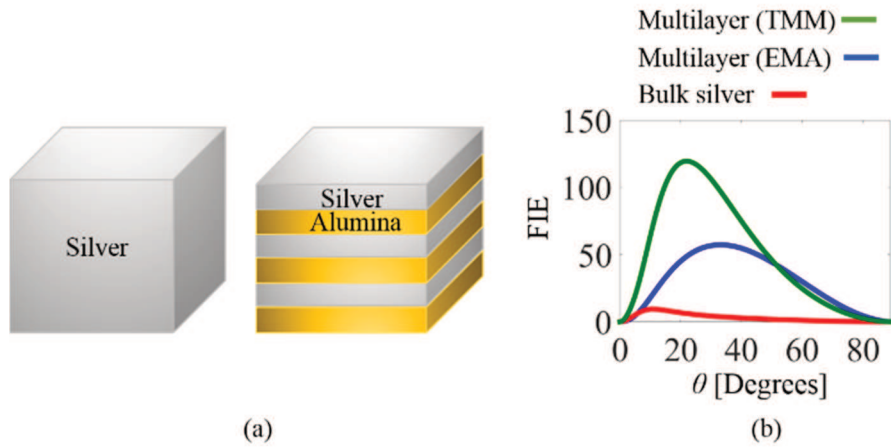 Multilayer (TMM)
Multilayer (EMA)
Bulk silver
Silver
Silver
Alumina
FIE
150
100
50
0
0 20 40 60 80
θ [Degrees]
(a)
(b)